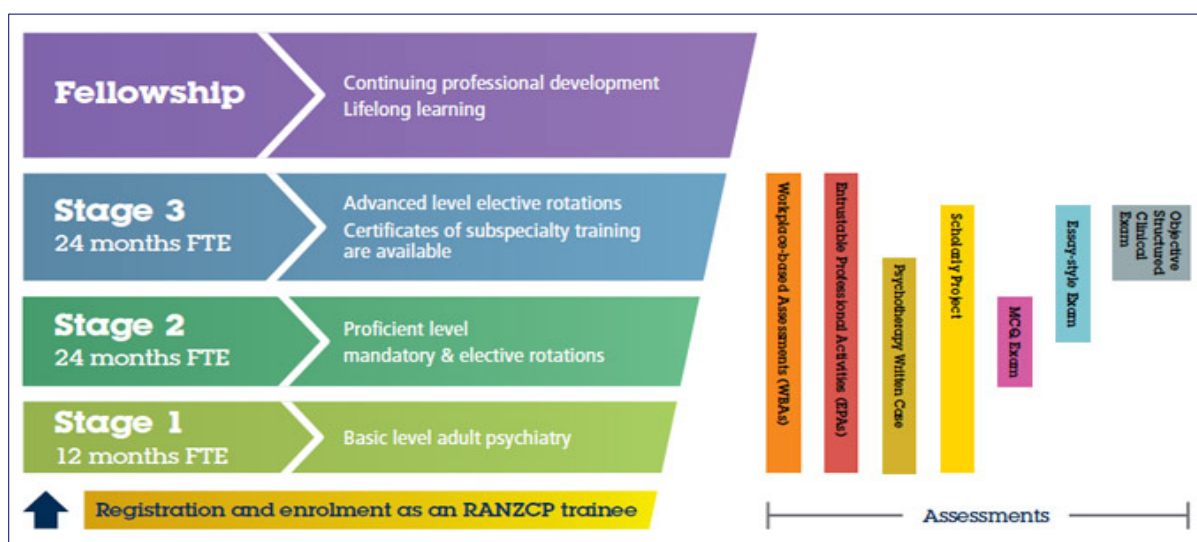 Fellowship
Continuing professional development
Lifelong learning
Stage 3
24 months FTE
Advanced level elective rotations
Certificates of subspecialty training
are available
Stage 2
24 months FTE
Proficient level
mandatory & elective rotations
Stage 1
12 months FTE
Basic level adult psychiatry
Registration and enrolment as an RANZCP trainee
Workplace-based Assessments (WBAs)
Entrustable Professional Activities (EPAs)
Psychotherapy Written Case
Scholarly Project
MCQ Exam
Essay-style Exam
Objective
Structured
Clinical
Exam
Assessments